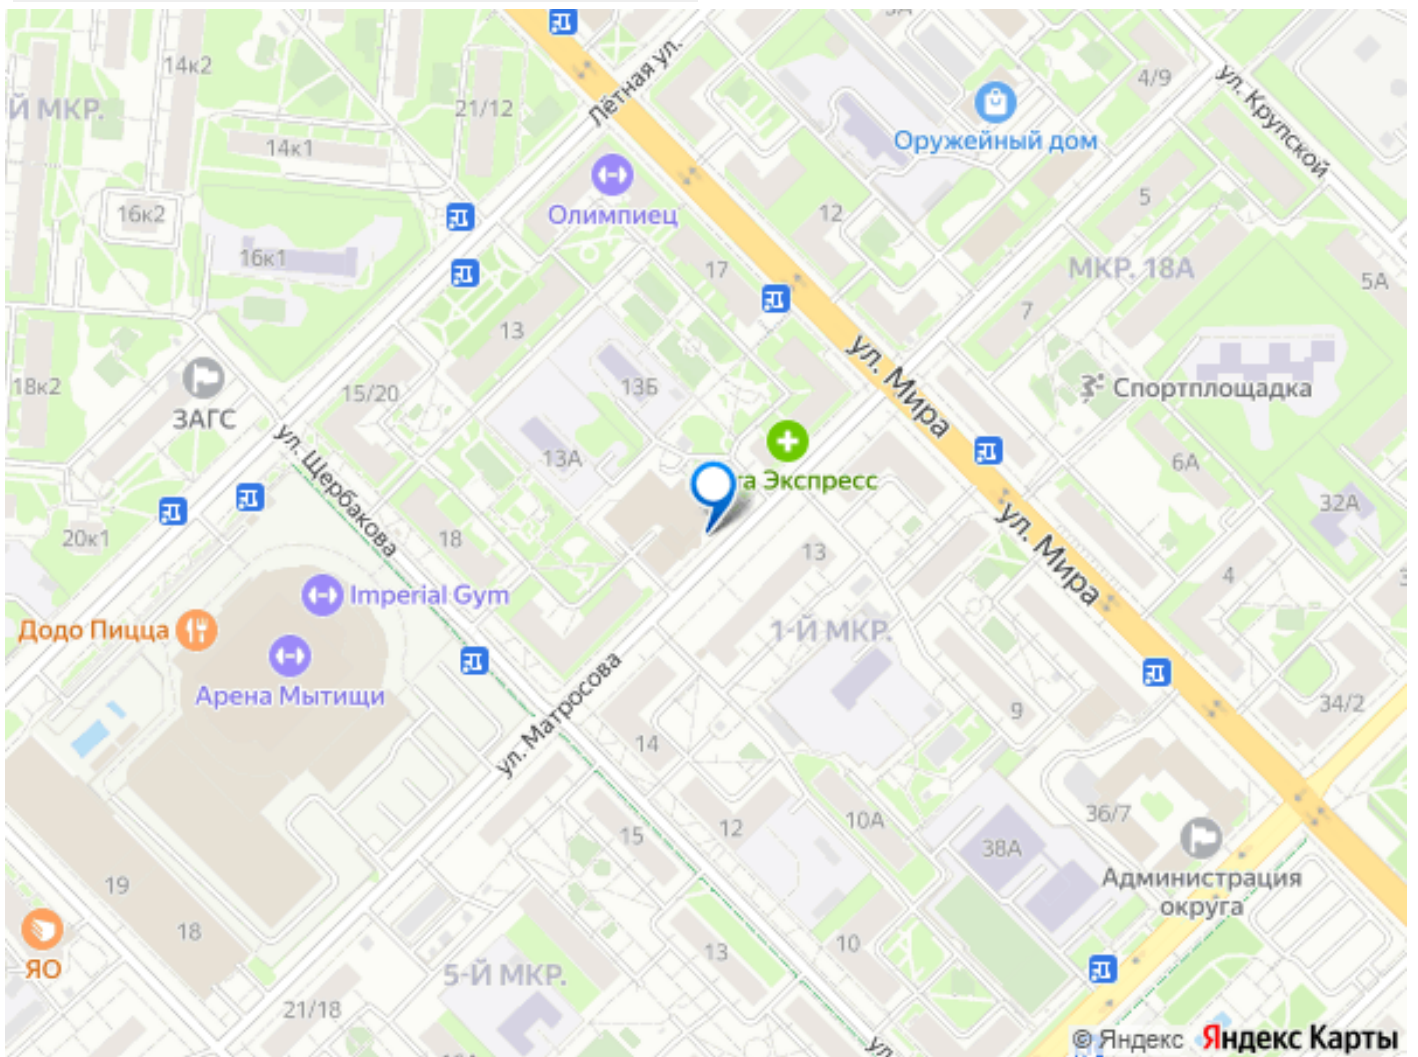 14к2
Й МКР.
14к1
21/12
Лётная ул.
4/9
ул. Крупской
Оружейный дом
16к2
16к1
Олимпиец
12
5
17
МКР. 18А
5А
7
13
18к2
ЗАГС
15/20
13Б
ул. Мира
Спортплощадка
ул. Щербакова
13А
та Экспресс
6А
32А
20к1
18
13
ул. Мира
4
Imperial Gym
Додо Пицца
1-Й МКР.
Арена Мытищи
ул. Матросова
9
34/2
14
15
12
10А
36/7
38А
Администрация
округа
19
18
10
13
ЯО
5-Й МКР.
21/18
ул.
© Яндекс Яндекс Карты